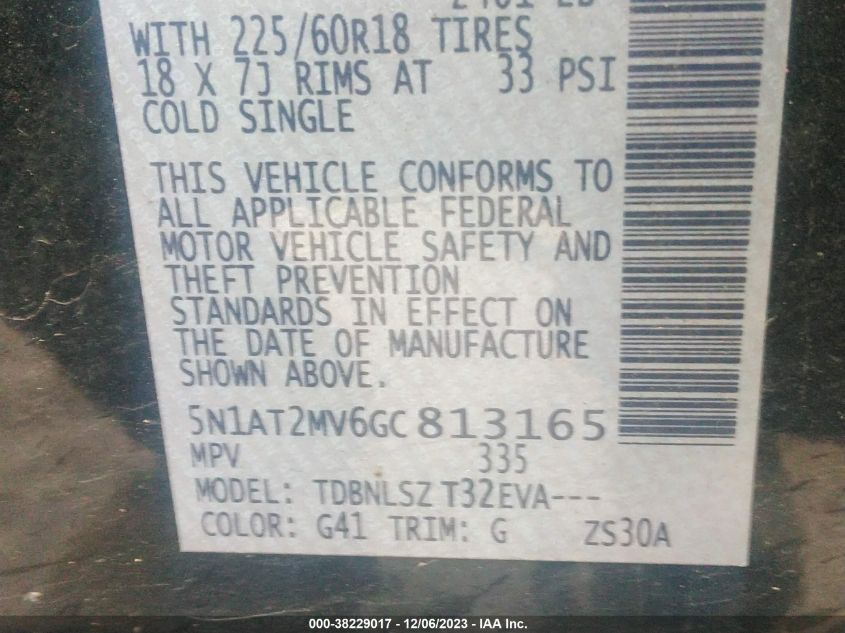 WITH 225/60R18 TIRES
18 X 7J RIMS AT 33 PSI
COLD SINGLE
THIS VEHICLE CONFORMS TO
ALL APPLICABLE FEDERAL
MOTOR VEHICLE SAFETY AND
THEFT PREVENTION
STANDARDS IN EFFECT ON
THE DATE OF MANUFACTURE
SHOWN ABOVE.
5N1AT2MV6GC813165
MPV 335
MODEL: TDBNLSZ T32EVA---
COLOR: G41 TRIM: G ZS30A
000-38229017 - 12/06/2023 - IAA Inc.